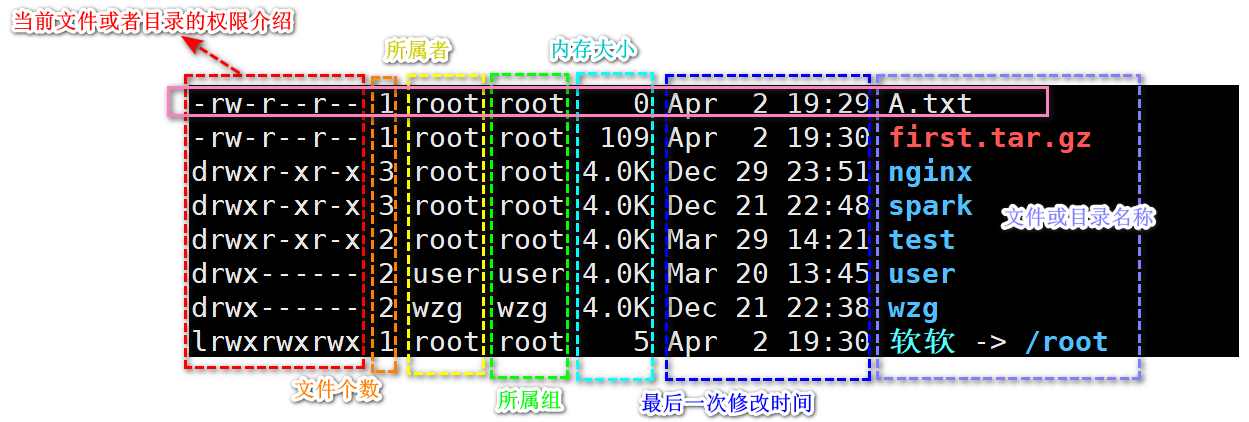 当前文件或者目录的权限介绍
所属者
内存大小
-rw-r--r-- 1 root root 0 Apr 2 19:29 A.txt
-rw-r--r-- 1 root root 109 Apr 2 19:30 first.tar.gz
drwxr-xr-x 3 root root 4.0K Dec 29 23:51 nginx
drwxr-xr-x 3 root root 4.0K Dec 21 22:48 spark
文件或目录名称
drwxr-xr-x 2 root root 4.0K Mar 29 14:21 test
drwx------ 2 user user 4.0K Mar 20 13:45 user
drwx------ 2 wzg wzg 4.0K Dec 21 22:38 wzg
lrwxrwxrwx 1 root root 5 Apr 2 19:30 软软 -> /root
文件个数
所属组
最后一次修改时间